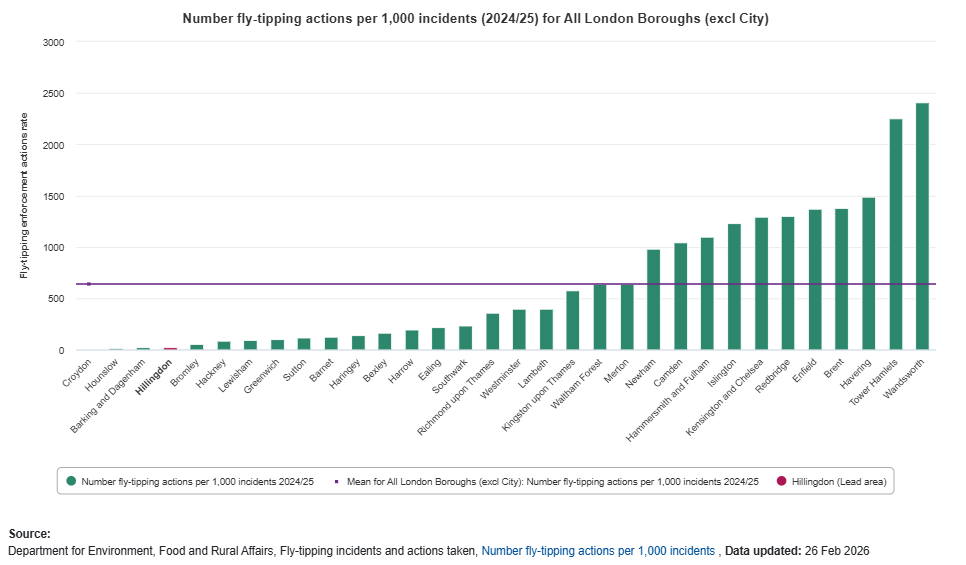 Number fly-tipping actions per 1,000 incidents (2024/25) for All London Boroughs (excl City)
Fly-tipping enforcement actions rate
3000
2500
2000
1500
1000
500
0
Croydon
Hounslow
Barking and Dagenham
Hillingdon
Bromley
Hackney
Lewisham
Greenwich
Sutton
Barnet
Haringey
Bexley
Harrow
Ealing
Southwark
Richmond upon Thames
Westminster
Lambeth
Kingston upon Thames
Waltham Forest
Merton
Newham
Camden
Hammersmith and Fulham
Islington
Kensington and Chelsea
Redbridge
Enfield
Brent
Havering
Tower Hamlets
Wandsworth
Number fly-tipping actions per 1,000 incidents 2024/25
Mean for All London Boroughs (excl City): Number fly-tipping actions per 1,000 incidents 2024/25
Hillingdon (Lead area)
Source:
Department for Environment, Food and Rural Affairs, Fly-tipping incidents and actions taken, Number fly-tipping actions per 1,000 incidents , Data updated: 26 Feb 2026